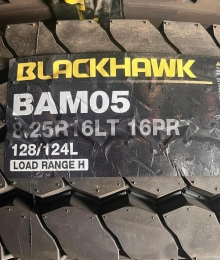 BLACKHAWK
BAM05
8.25R16LT 16PR
128/124L
LOAD RANGE H